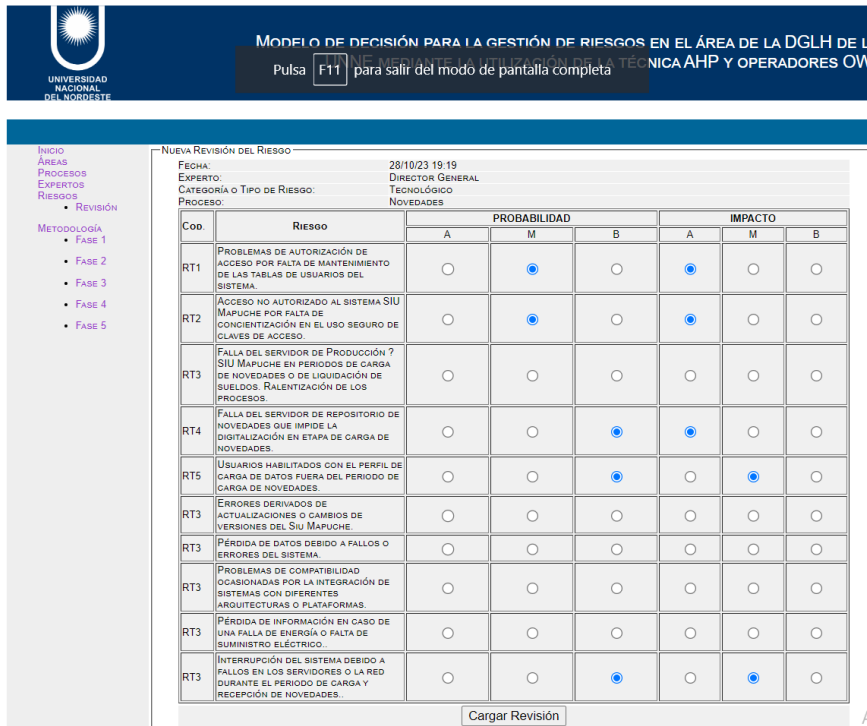 UNIVERSIDAD
NACIONAL
DEL NORDESTE
MODELO DE DECISIÓN PARA LA GESTIÓN DE RIESGOS EN EL ÁREA DE LA DGLH DE L
UNNE MEDIANTE LA UTILIZACIÓN DE LA TÉCNICA AHP Y OPERADORES OW
Pulsa F11 para salir del modo de pantalla completa
INICIO
ÁREAS
PROCESOS
EXPERTOS
RIESGOS
• REVISIÓN
METODOLOGÍA
• FASE 1
• FASE 2
• FASE 3
• FASE 4
• FASE 5
NUEVA REVISIÓN DEL RIESGO
FECHA: 28/10/23 19:19
EXPERTO: DIRECTOR GENERAL
CATEGORÍA O TIPO DE RIESGO: TECNOLÓGICO
PROCESO: NOVEDADES
COD. RIESGO PROBABILIDAD IMPACTO
A M B A M B
RT1 PROBLEMAS DE AUTORIZACIÓN DE
ACCESO POR FALTA DE MANTENIMIENTO
DE LAS TABLAS DE USUARIOS DEL
SISTEMA.
RT2 ACCESO NO AUTORIZADO AL SISTEMA SIU
MAPUCHE POR FALTA DE
CONCIENTIZACIÓN EN EL USO SEGURO DE
CLAVES DE ACCESO.
RT3 FALLA DEL SERVIDOR DE PRODUCCIÓN ?
SIU MAPUCHE EN PERIODOS DE CARGA
DE NOVEDADES O DE LIQUIDACIÓN DE
SUELDOS. RALENTIZACIÓN DE LOS
PROCESOS.
RT4 FALLA DEL SERVIDOR DE REPOSITORIO DE
NOVEDADES QUE IMPIDE LA
DIGITALIZACIÓN EN ETAPA DE CARGA DE
NOVEDADES.
RT5 USUARIOS HABILITADOS CON EL PERFIL DE
CARGA DE DATOS FUERA DEL PERIODO DE
CARGA DE NOVEDADES.
RT3 ERRORES DERIVADOS DE
ACTUALIZACIONES O CAMBIOS DE
VERSIONES DEL SIU MAPUCHE.
RT3 PÉRDIDA DE DATOS DEBIDO A FALLOS O
ERRORES DEL SISTEMA.
RT3 PROBLEMAS DE COMPATIBILIDAD
OCASIONADAS POR LA INTEGRACIÓN DE
SISTEMAS CON DIFERENTES
ARQUITECTURAS O PLATAFORMAS.
RT3 PÉRDIDA DE INFORMACIÓN EN CASO DE
UNA FALLA DE ENERGÍA O FALTA DE
SUMINISTRO ELÉCTRICO..
RT3 INTERRUPCIÓN DEL SISTEMA DEBIDO A
FALLOS EN LOS SERVIDORES O LA RED
DURANTE EL PERIODO DE CARGA Y
RECEPCIÓN DE NOVEDADES..
Cargar Revisión